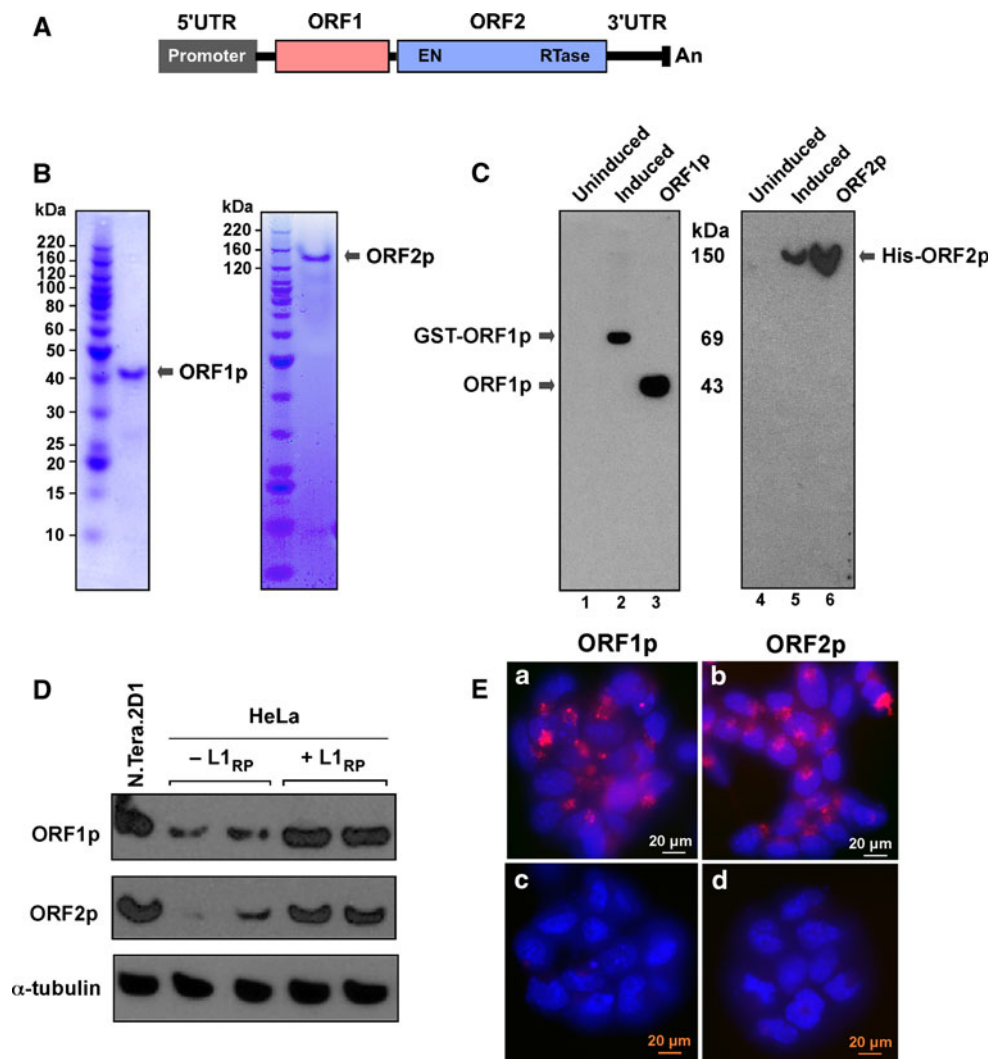 A
5'UTR ORF1 ORF2 3'UTR
Promoter EN RTase An
B
kDa
220
160
120
100
80
60
50
40
30
25
20
15
10
ORF1p
kDa
220
160
120
ORF2p
C
Uninduced
Induced
ORF1p
Uninduced
Induced
ORF2p
kDa
150
69
43
GST-ORF1p
ORF1p
His-ORF2p
1 2 3 4 5 6
D
N.Tera.2D1
HeLa
– L1RP + L1RP
ORF1p
ORF2p
α-tubulin
E
ORF1p ORF2p
a b
20 µm 20 µm
c d
20 µm 20 µm